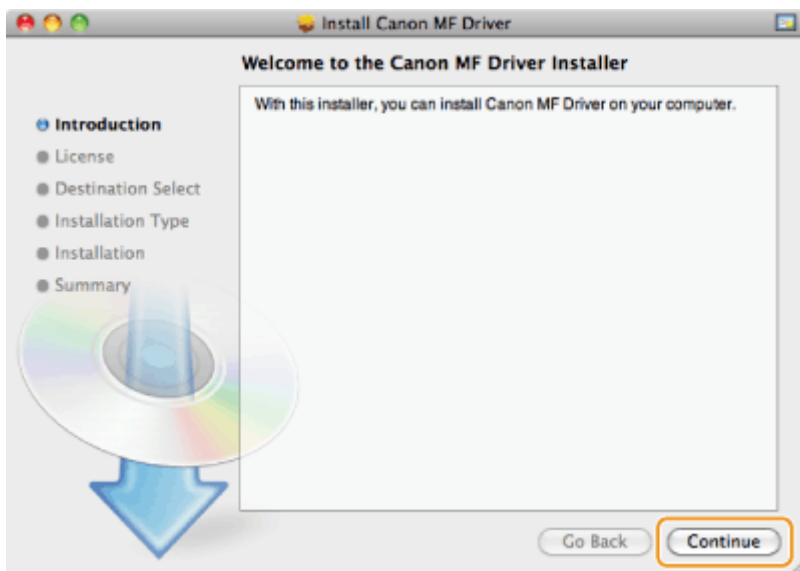 Install Canon MF Driver
Welcome to the Canon MF Driver Installer
With this installer, you can install Canon MF Driver on your computer.
Introduction
License
Destination Select
Installation Type
Installation
Summary
Go Back
Continue